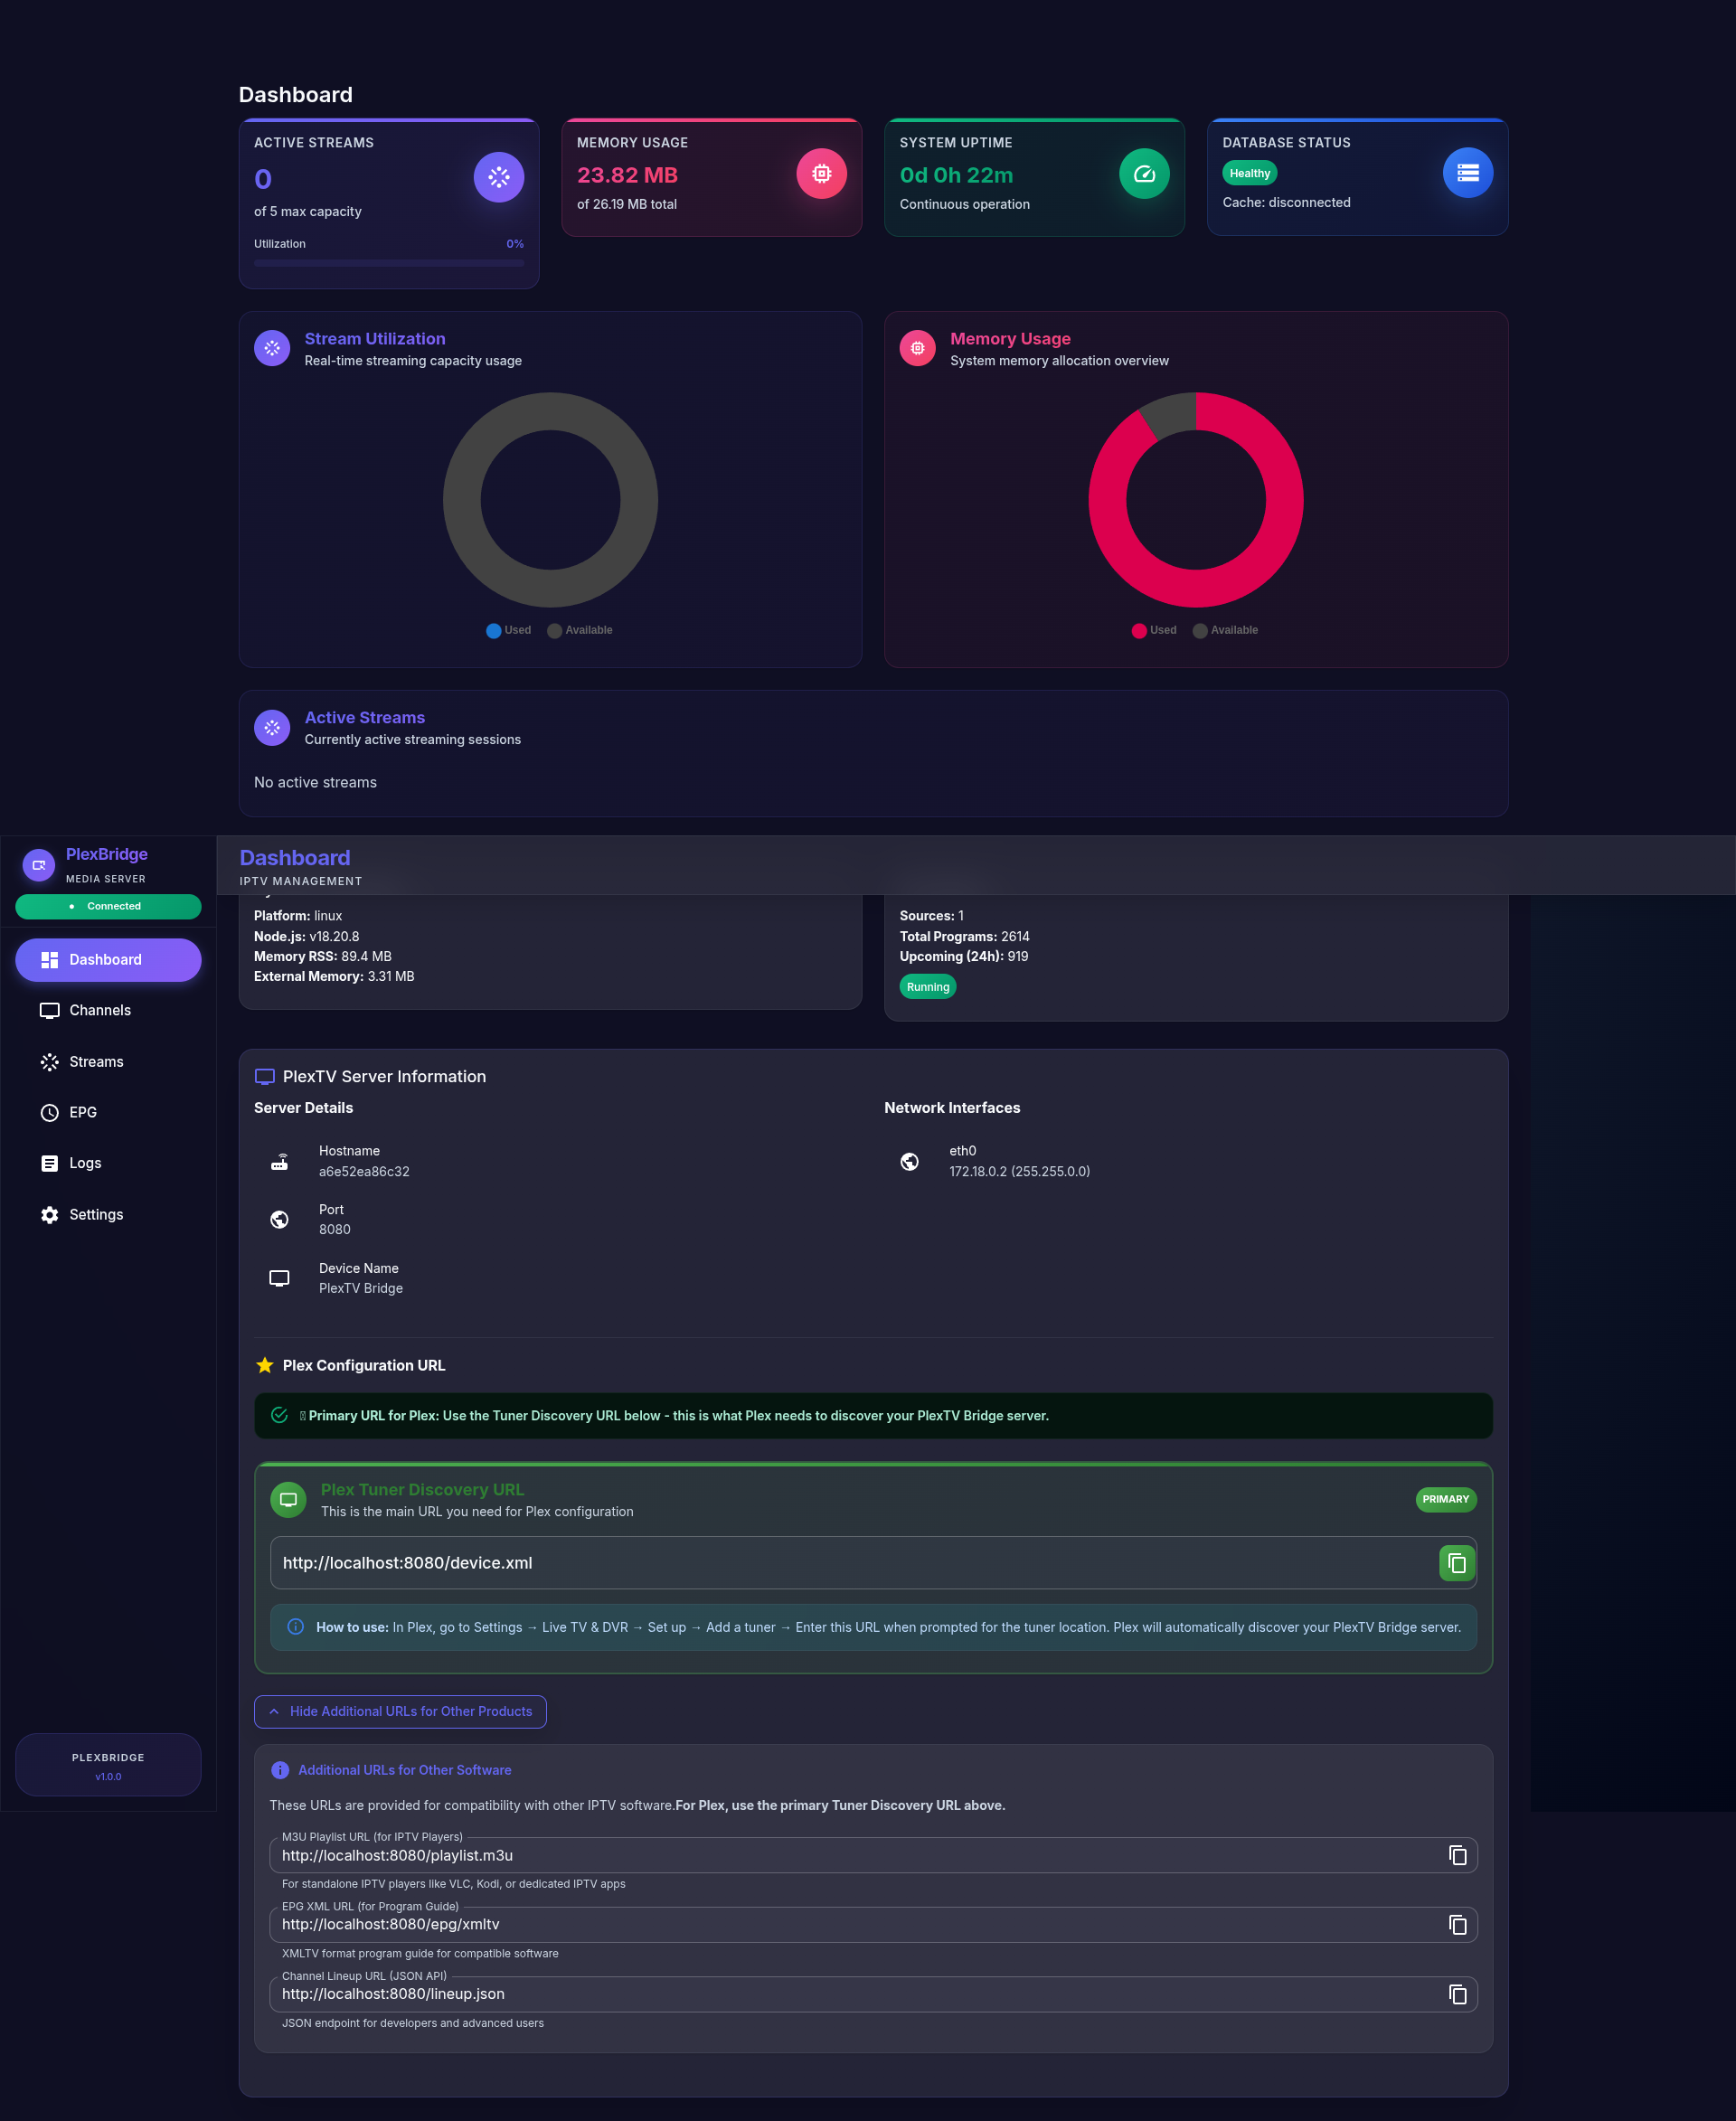 Dashboard
ACTIVE STREAMS
0
of 5 max capacity
Utilization 0%
MEMORY USAGE
23.82 MB
of 26.19 MB total
SYSTEM UPTIME
0d 0h 22m
Continuous operation
DATABASE STATUS
Healthy
Cache: disconnected
Stream Utilization
Real-time streaming capacity usage
Used Available
Memory Usage
System memory allocation overview
Used Available
Active Streams
Currently active streaming sessions
No active streams
PlexBridge
MEDIA SERVER
Connected
Dashboard
Channels
Streams
EPG
Logs
Settings
PLEXBRIDGE
v1.0.0
Dashboard
IPTV MANAGEMENT
Platform: linux
Node.js: v18.20.8
Memory RSS: 89.4 MB
External Memory: 3.31 MB
Sources: 1
Total Programs: 2614
Upcoming (24h): 919
Running
PlexTV Server Information
Server Details
Hostname
a6e52ea86c32
Port
8080
Device Name
PlexTV Bridge
Network Interfaces
eth0
172.18.0.2 (255.255.0.0)
Plex Configuration URL
Primary URL for Plex: Use the Tuner Discovery URL below - this is what Plex needs to discover your PlexTV Bridge server.
Plex Tuner Discovery URL
This is the main URL you need for Plex configuration
PRIMARY
http://localhost:8080/device.xml
How to use: In Plex, go to Settings → Live TV & DVR → Set up → Add a tuner → Enter this URL when prompted for the tuner location. Plex will automatically discover your PlexTV Bridge server.
Hide Additional URLs for Other Products
Additional URLs for Other Software
These URLs are provided for compatibility with other IPTV software.For Plex, use the primary Tuner Discovery URL above.
M3U Playlist URL (for IPTV Players)
http://localhost:8080/playlist.m3u
For standalone IPTV players like VLC, Kodi, or dedicated IPTV apps
EPG XML URL (for Program Guide)
http://localhost:8080/epg/xmltv
XMLTV format program guide for compatible software
Channel Lineup URL (JSON API)
http://localhost:8080/lineup.json
JSON endpoint for developers and advanced users